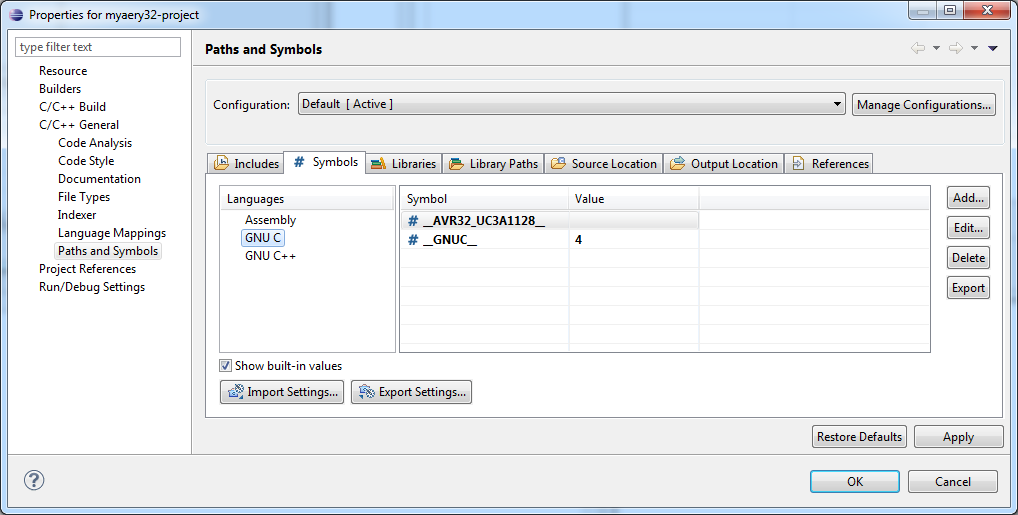 Properties for myaery32-project
type filter text
Resource
Builders
C/C++ Build
C/C++ General
Code Analysis
Code Style
Documentation
File Types
Indexer
Language Mappings
Paths and Symbols
Project References
Run/Debug Settings
Paths and Symbols
Configuration: Default [ Active ] Manage Configurations...
Includes # Symbols Libraries Library Paths Source Location Output Location References
Languages
Assembly
GNU C
GNU C++
Symbol Value
# __AVR32_UC3A1128__
# __GNUC__ 4
Add...
Edit...
Delete
Export
Show built-in values
Import Settings... Export Settings...
Restore Defaults Apply
? OK Cancel